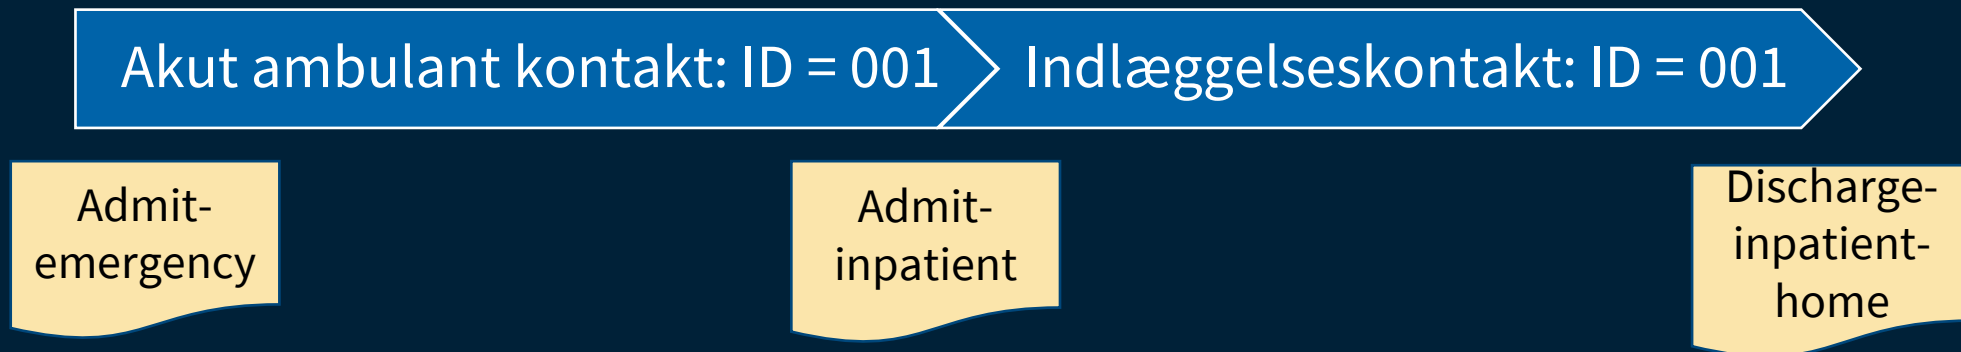 Akut ambulant kontakt: ID = 001
Indlæggelseskontakt: ID = 001
Admit-
emergency
Admit-
inpatient
Discharge-
inpatient-
home